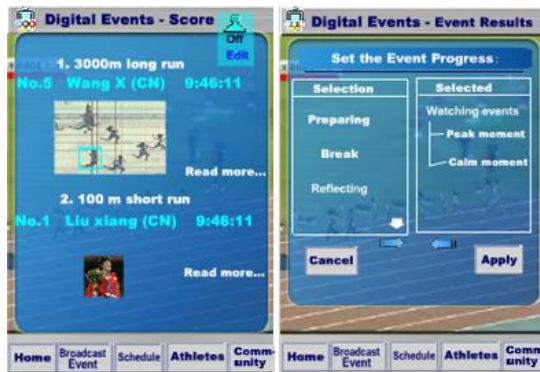 Digital Events - Score
Off
Edit
1. 3000m long run
No.5 Wang X (CN) 9:46:11
Read more...
2. 100 m short run
No.1 Liu xiang (CN) 9:46:11
Read more...
Home Broadcast Event Schedule Athletes Comm-unity
Digital Events - Event Results
Set the Event Progress:
Selection
Preparing
Break
Reflecting
Selected
Watching events
Peak mement
Calm moment
Cancel
Apply
Home Broadcast Event Schedule Athletes Comm-unity